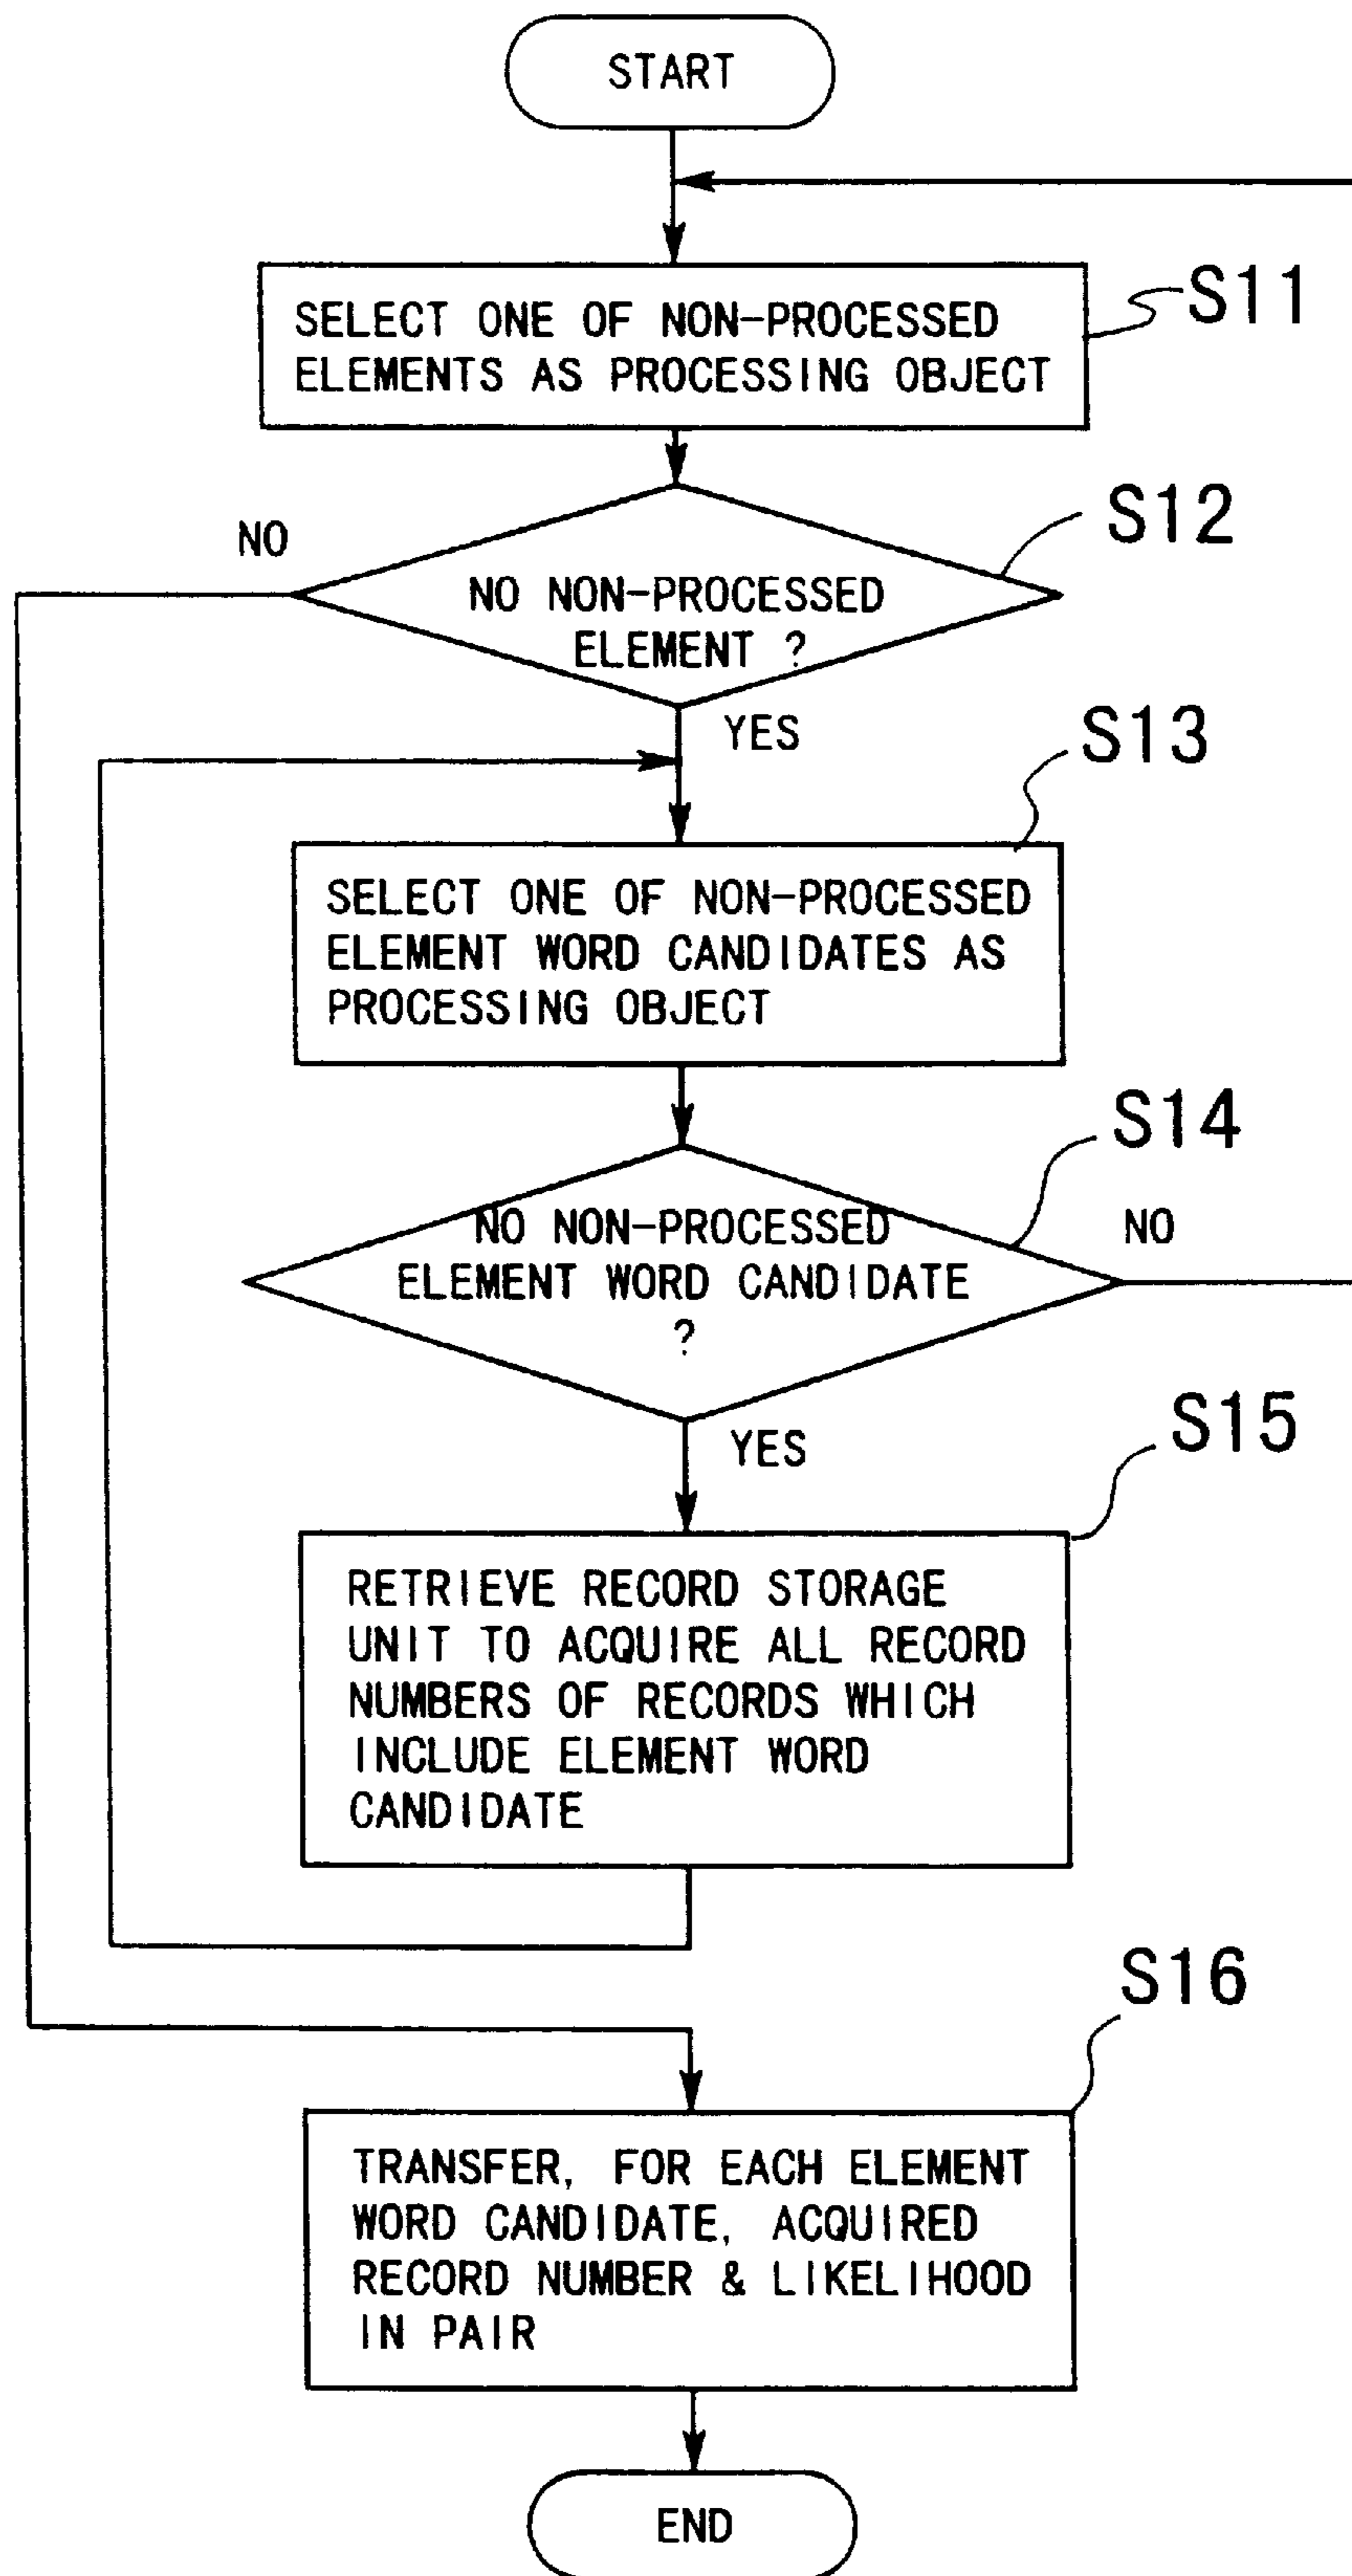 START
SELECT ONE OF NON-PROCESSED
ELEMENTS AS PROCESSING OBJECT
S11
NO
NO NON-PROCESSED
ELEMENT ?
S12
YES
S13
SELECT ONE OF NON-PROCESSED
ELEMENT WORD CANDIDATES AS
PROCESSING OBJECT
S14
NO NON-PROCESSED
ELEMENT WORD CANDIDATE
?
NO
YES
S15
RETRIEVE RECORD STORAGE
UNIT TO ACQUIRE ALL RECORD
NUMBERS OF RECORDS WHICH
INCLUDE ELEMENT WORD
CANDIDATE
S16
TRANSFER, FOR EACH ELEMENT
WORD CANDIDATE, ACQUIRED
RECORD NUMBER & LIKELIHOOD
IN PAIR
END